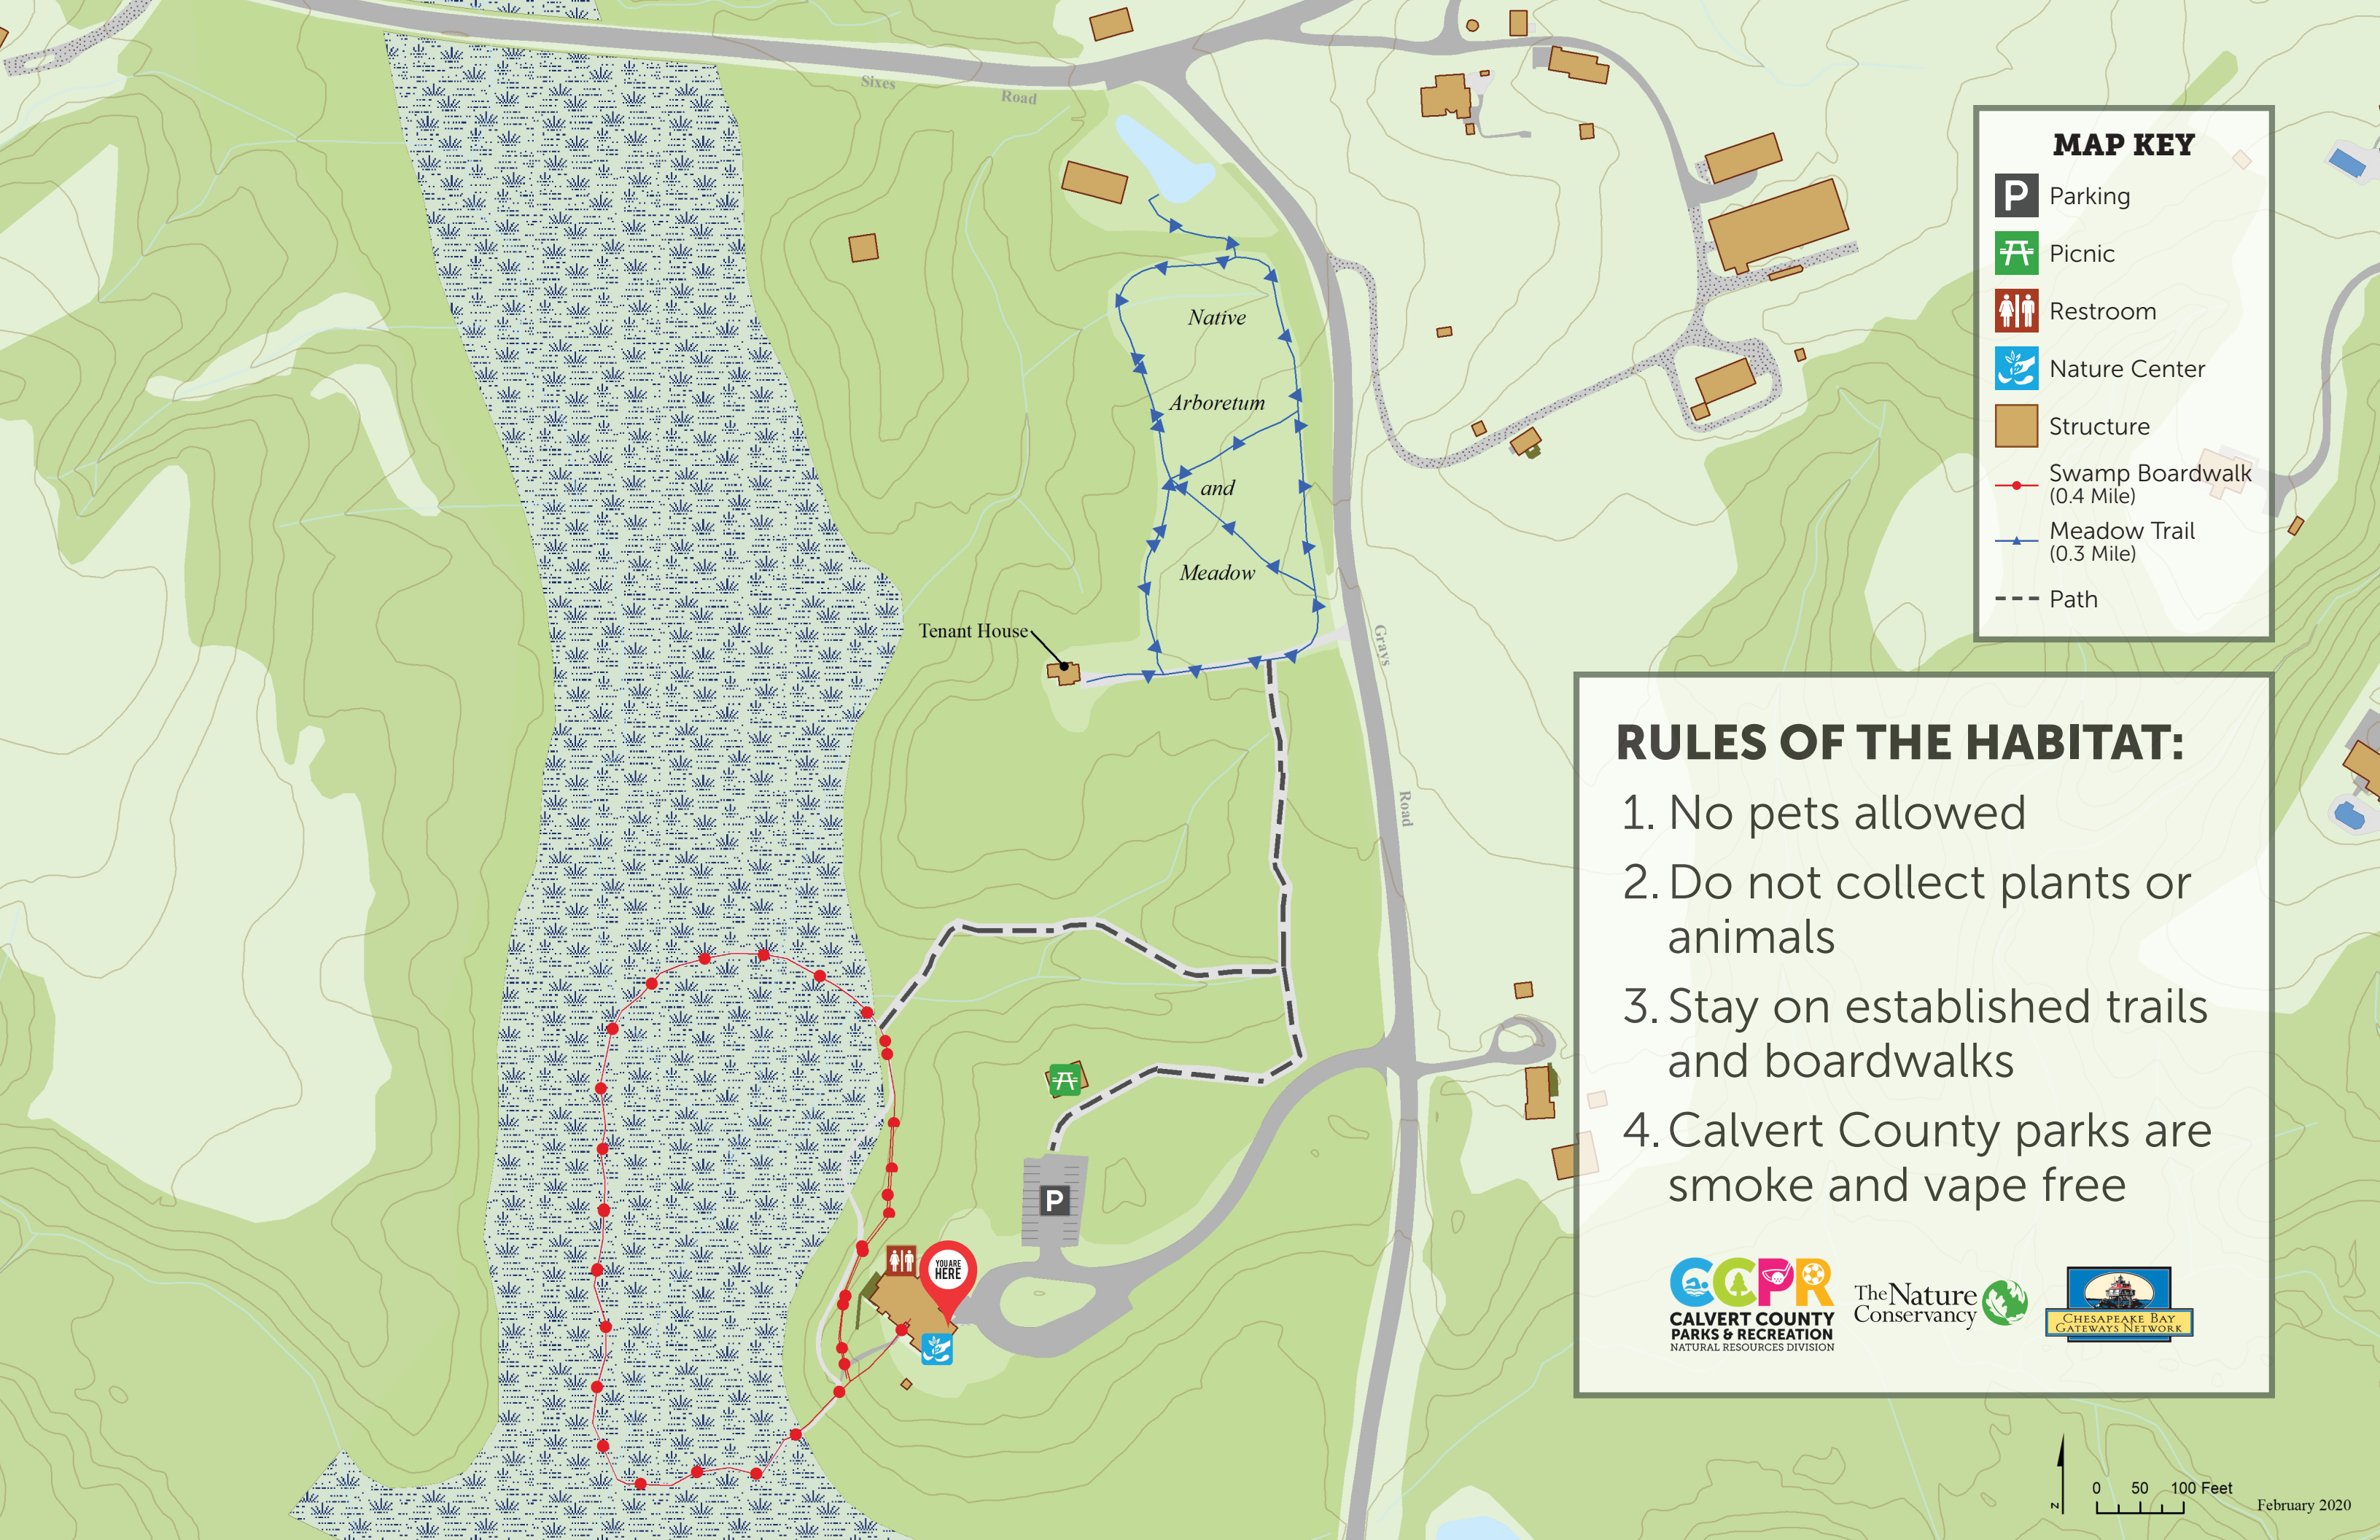 Sixes Road
Native
Arboretum
and
Meadow
Tenant House
Grays
Road
P
YOU ARE
HERE
MAP KEY
P Parking
Picnic
Restroom
Nature Center
Structure
Swamp Boardwalk
(0.4 Mile)
Meadow Trail
(0.3 Mile)
Path
RULES OF THE HABITAT:
1. No pets allowed
2. Do not collect plants or
animals
3. Stay on established trails
and boardwalks
4. Calvert County parks are
smoke and vape free
CCPR
CALVERT COUNTY
PARKS & RECREATION
NATURAL RESOURCES DIVISION
The Nature
Conservancy
CHESAPEAKE BAY
GATEWAYS NETWORK
N
0 50 100 Feet
February 2020